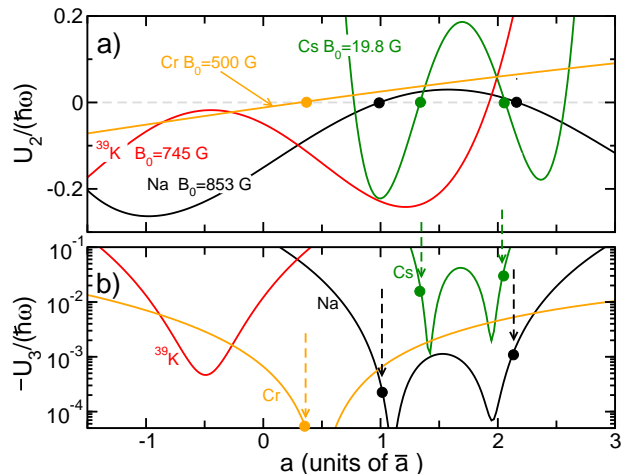 a)
Cs B₀=19.8 G
Cr B₀=500 G
³⁹K B₀=745 G
Na B₀=853 G
U₂/(ħω)
0.2
0
-0.2
b)
Cs
Na
³⁹K
Cr
−U₃/(ħω)
10⁻¹
10⁻²
10⁻³
10⁻⁴
-1 0 1 2 3
a (units of a̅)